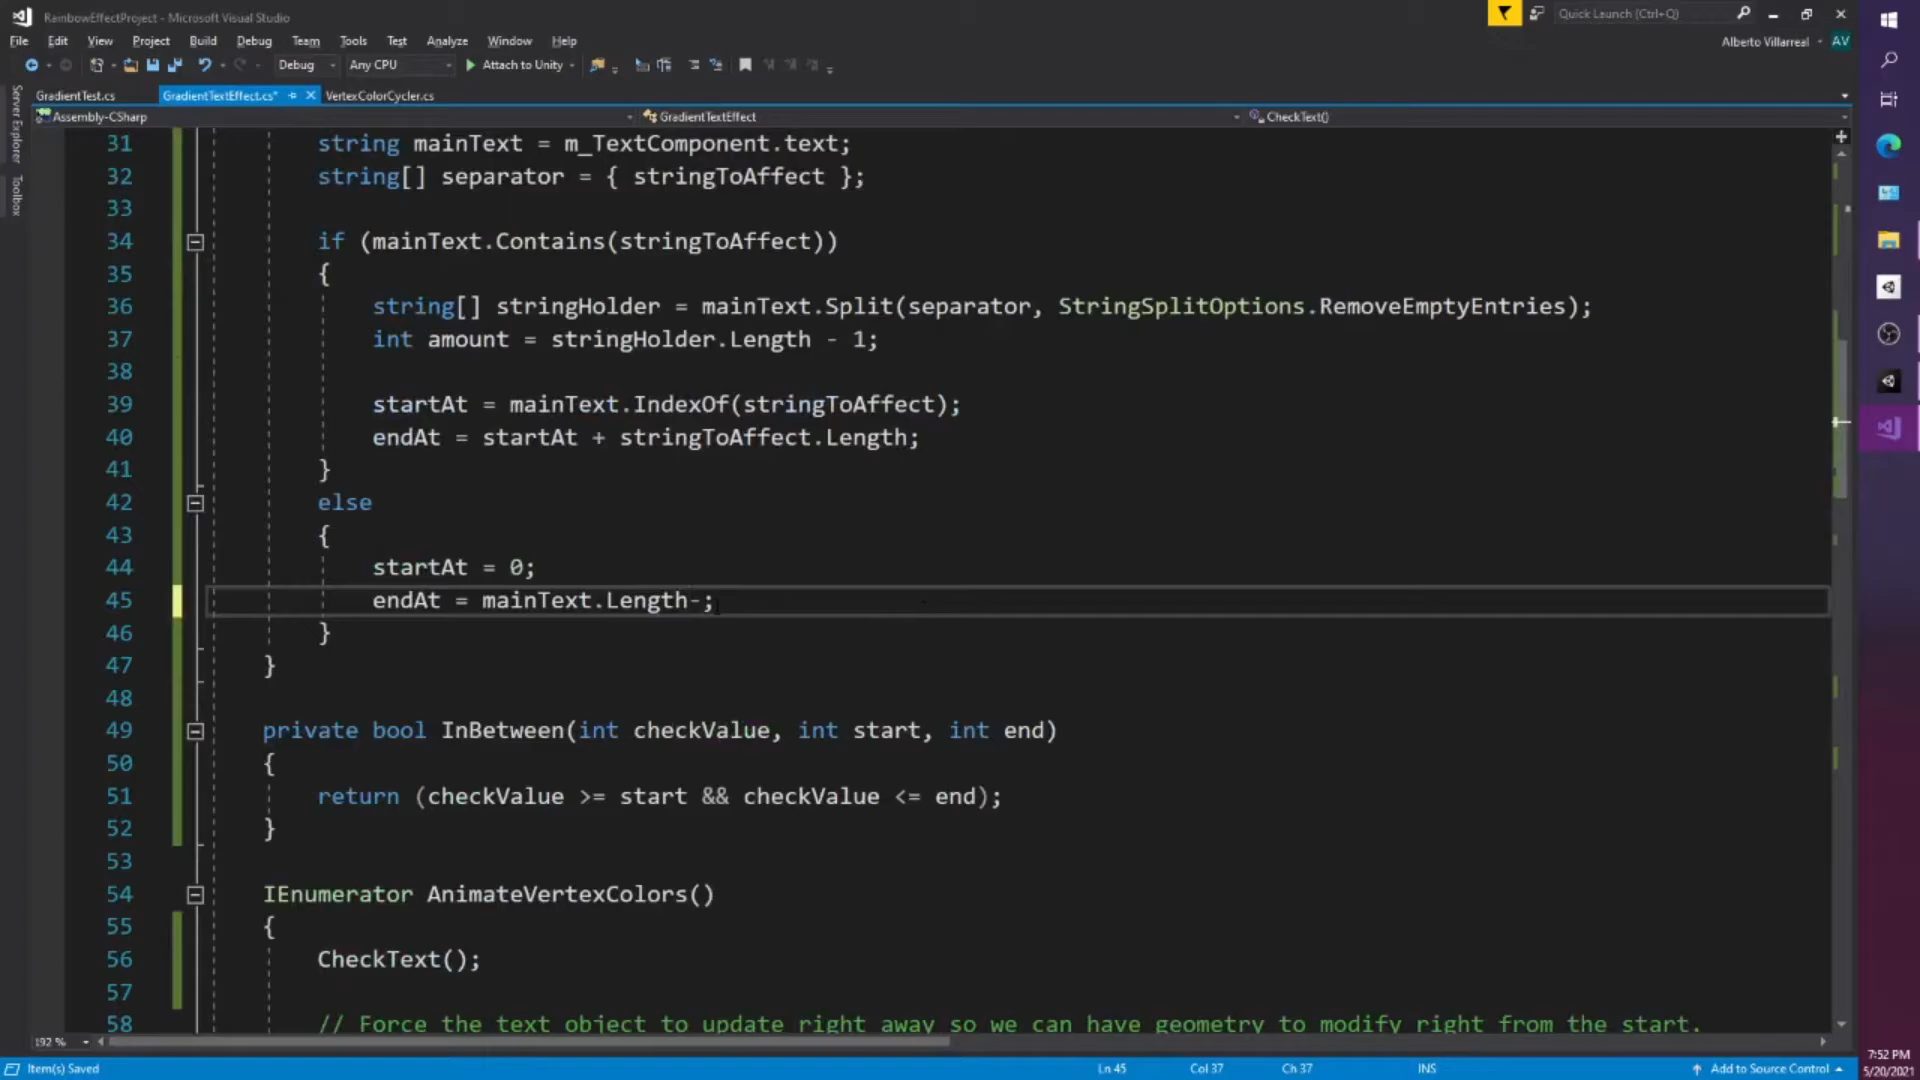 RainbowEffectProject - Microsoft Visual Studio
Quick Launch (Ctrl+Q)
File Edit View Project Build Debug Team Tools Test Analyze Window Help
Alberto Villarreal AV
Debug Any CPU Attach to Unity
GradientTest.cs GradientTextEffect.cs* VertexColorCycler.cs
Assembly-CSharp GradientTextEffect CheckText()
Server Explorer
Toolbox
31 string mainText = m_TextComponent.text;
32 string[] separator = { stringToAffect };
33
34 if (mainText.Contains(stringToAffect))
35 {
36 string[] stringHolder = mainText.Split(separator, StringSplitOptions.RemoveEmptyEntries);
37 int amount = stringHolder.Length - 1;
38
39 startAt = mainText.IndexOf(stringToAffect);
40 endAt = startAt + stringToAffect.Length;
41 }
42 else
43 {
44 startAt = 0;
45 endAt = mainText.Length-;
46 }
47 }
48
49 private bool InBetween(int checkValue, int start, int end)
50 {
51 return (checkValue >= start && checkValue <= end);
52 }
53
54 IEnumerator AnimateVertexColors()
55 {
56 CheckText();
57
58 // Force the text object to update right away so we can have geometry to modify right from the start.
192 %
Item(s) Saved Ln 45 Col 37 Ch 37 INS Add to Source Control
7:52 PM
5/20/2021